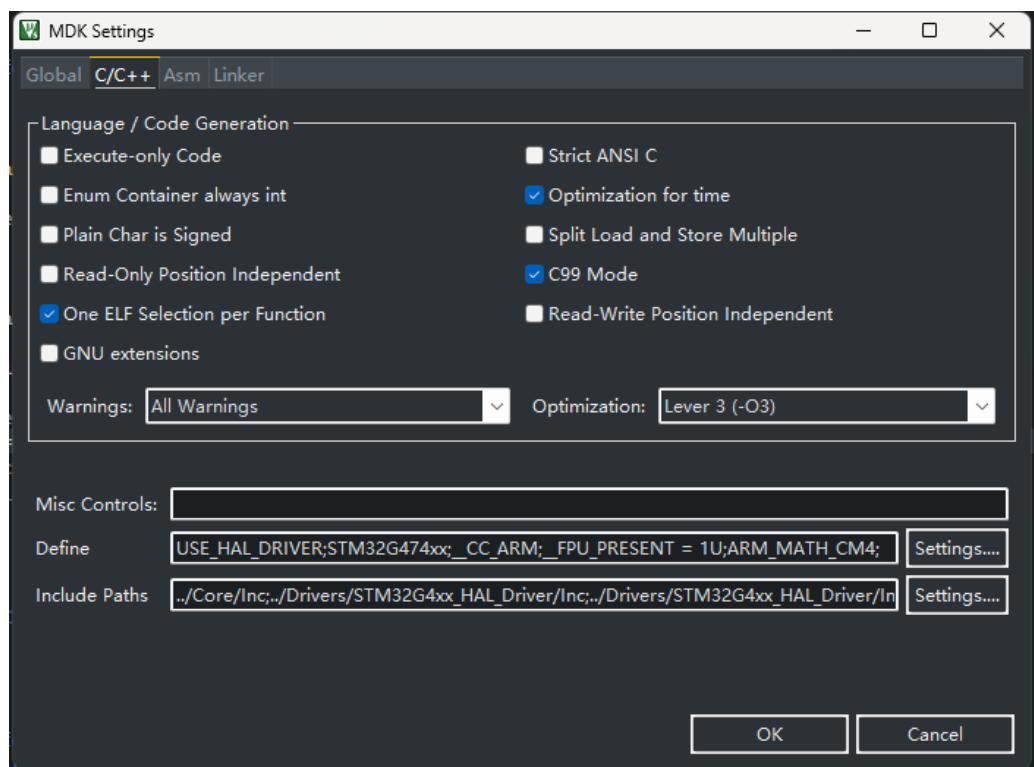 MDK Settings
Global C/C++ Asm Linker
Language / Code Generation
Execute-only Code Strict ANSI C
Enum Container always int Optimization for time
Plain Char is Signed Split Load and Store Multiple
Read-Only Position Independent C99 Mode
One ELF Selection per Function Read-Write Position Independent
GNU extensions
Warnings: All Warnings Optimization: Lever 3 (-O3)
Misc Controls:
Define USE_HAL_DRIVER;STM32G474xx;__CC_ARM;__FPU_PRESENT = 1U;ARM_MATH_CM4; Settings....
Include Paths ../Core/Inc;../Drivers/STM32G4xx_HAL_Driver/Inc;../Drivers/STM32G4xx_HAL_Driver/In Settings....
OK Cancel